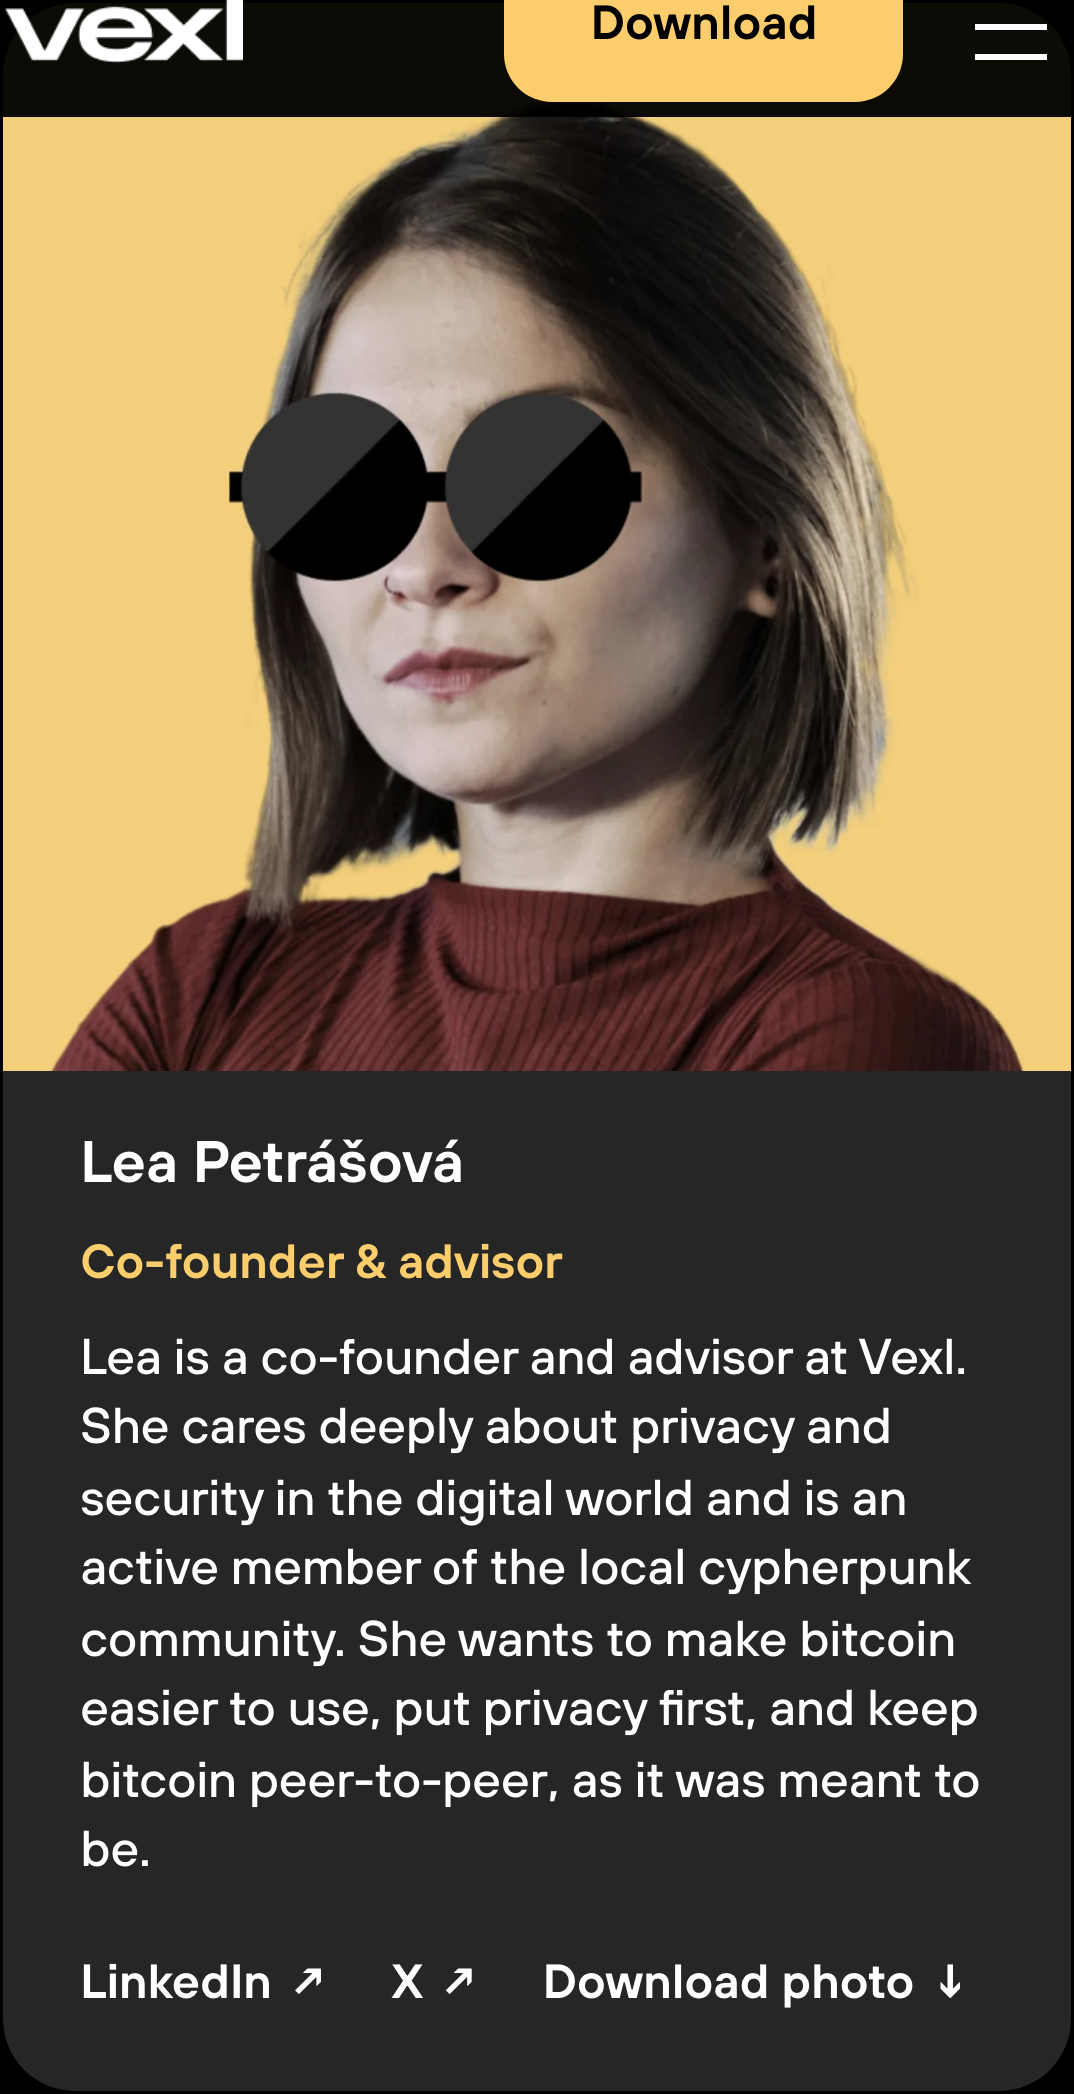 vexl
Download
Lea Petrášová
Co-founder & advisor
Lea is a co-founder and advisor at Vexl.
She cares deeply about privacy and
security in the digital world and is an
active member of the local cypherpunk
community. She wants to make bitcoin
easier to use, put privacy first, and keep
bitcoin peer-to-peer, as it was meant to
be.
LinkedIn ↗ X ↗ Download photo ↓